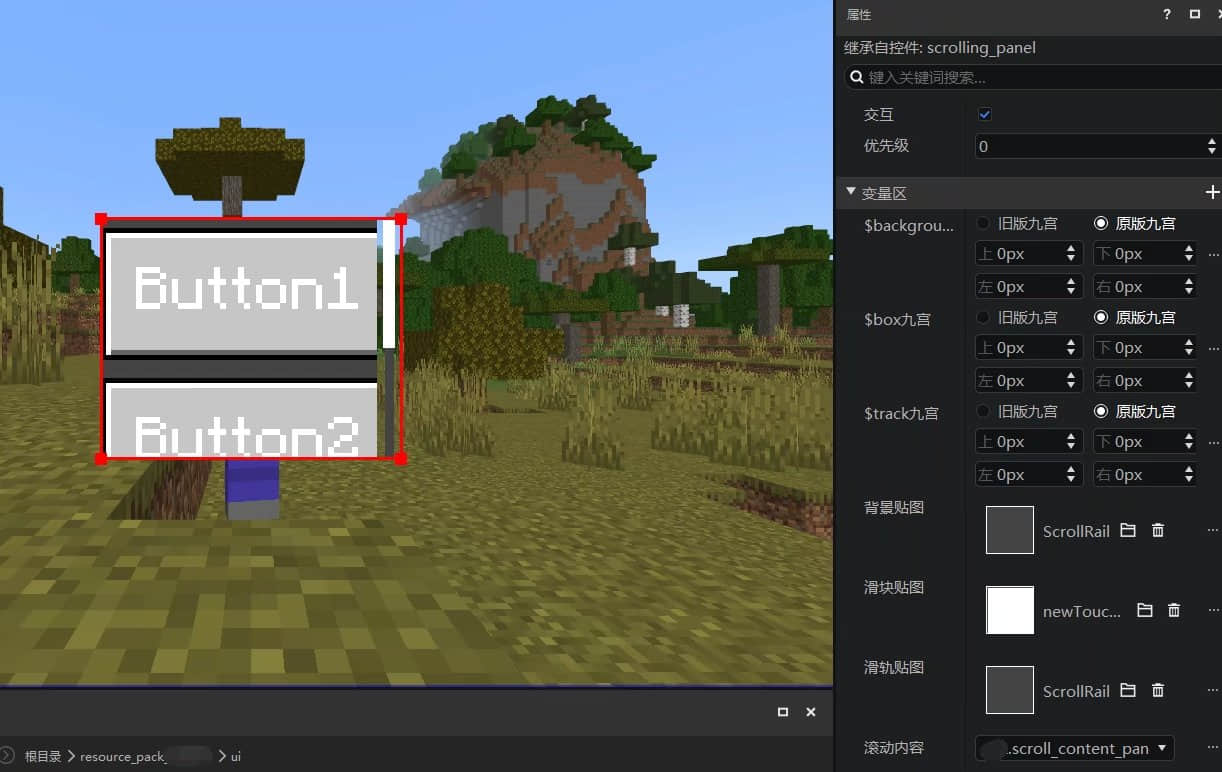 属性
?
继承自控件: scrolling_panel
键入关键词搜索...
交互
优先级 0
变量区
$backgrou... 旧版九宫 原版九宫
上 0px 下 0px ...
左 0px 右 0px
$box九宫 旧版九宫 原版九宫
上 0px 下 0px ...
左 0px 右 0px
$track九宫 旧版九宫 原版九宫
上 0px 下 0px ...
左 0px 右 0px
背景贴图 ScrollRail ...
滑块贴图 newTouc... ...
滑轨贴图 ScrollRail ...
滚动内容 .scroll_content_pan ...
Button1
Button2
根目录 resource_pack_ ui